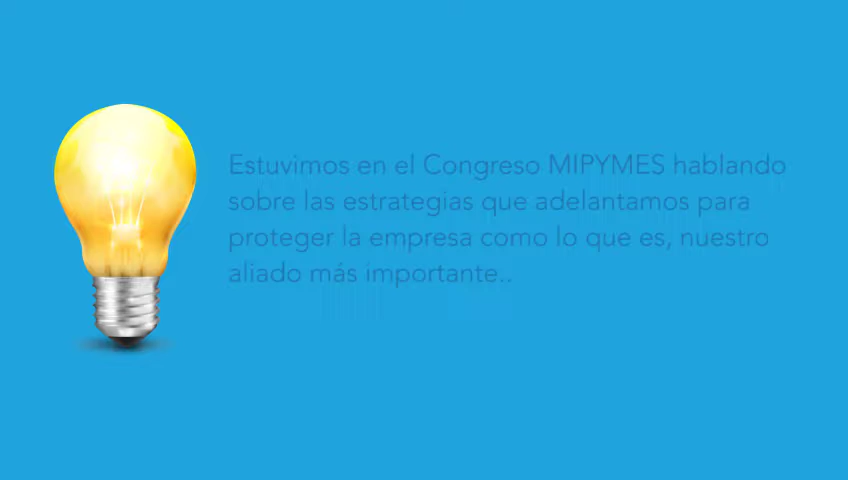 Estuvimos en el Congreso MIPYMES hablando
sobre las estrategias que adelantamos para
proteger la empresa como lo que es, nuestro
aliado más importante..